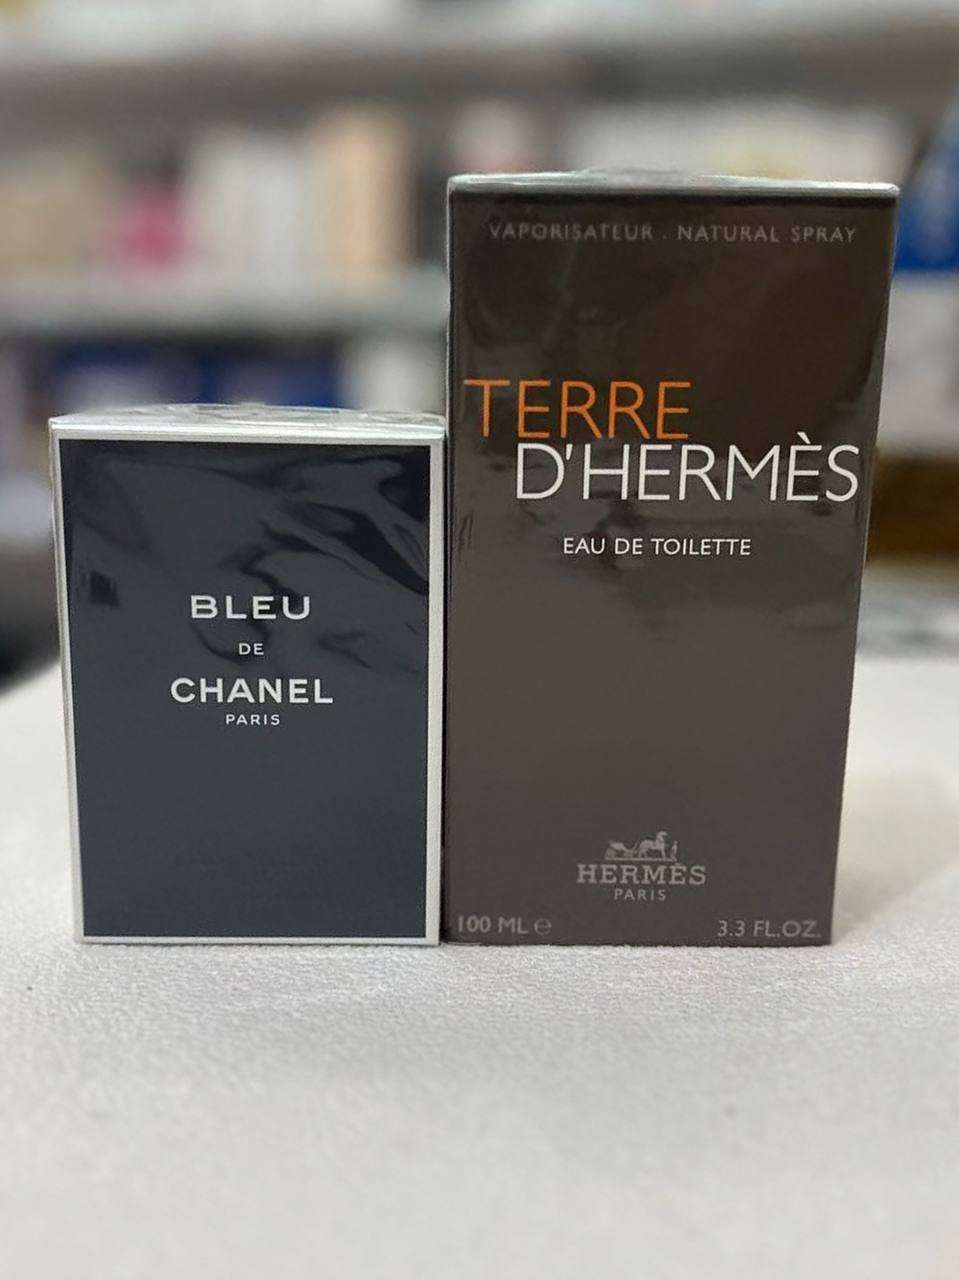 BLEU
DE
CHANEL
PARIS
VAPORISATEUR . NATURAL SPRAY
TERRE
D'HERMÈS
EAU DE TOILETTE
HERMÈS
PARIS
100 ML ℮
3.3 FL.OZ.